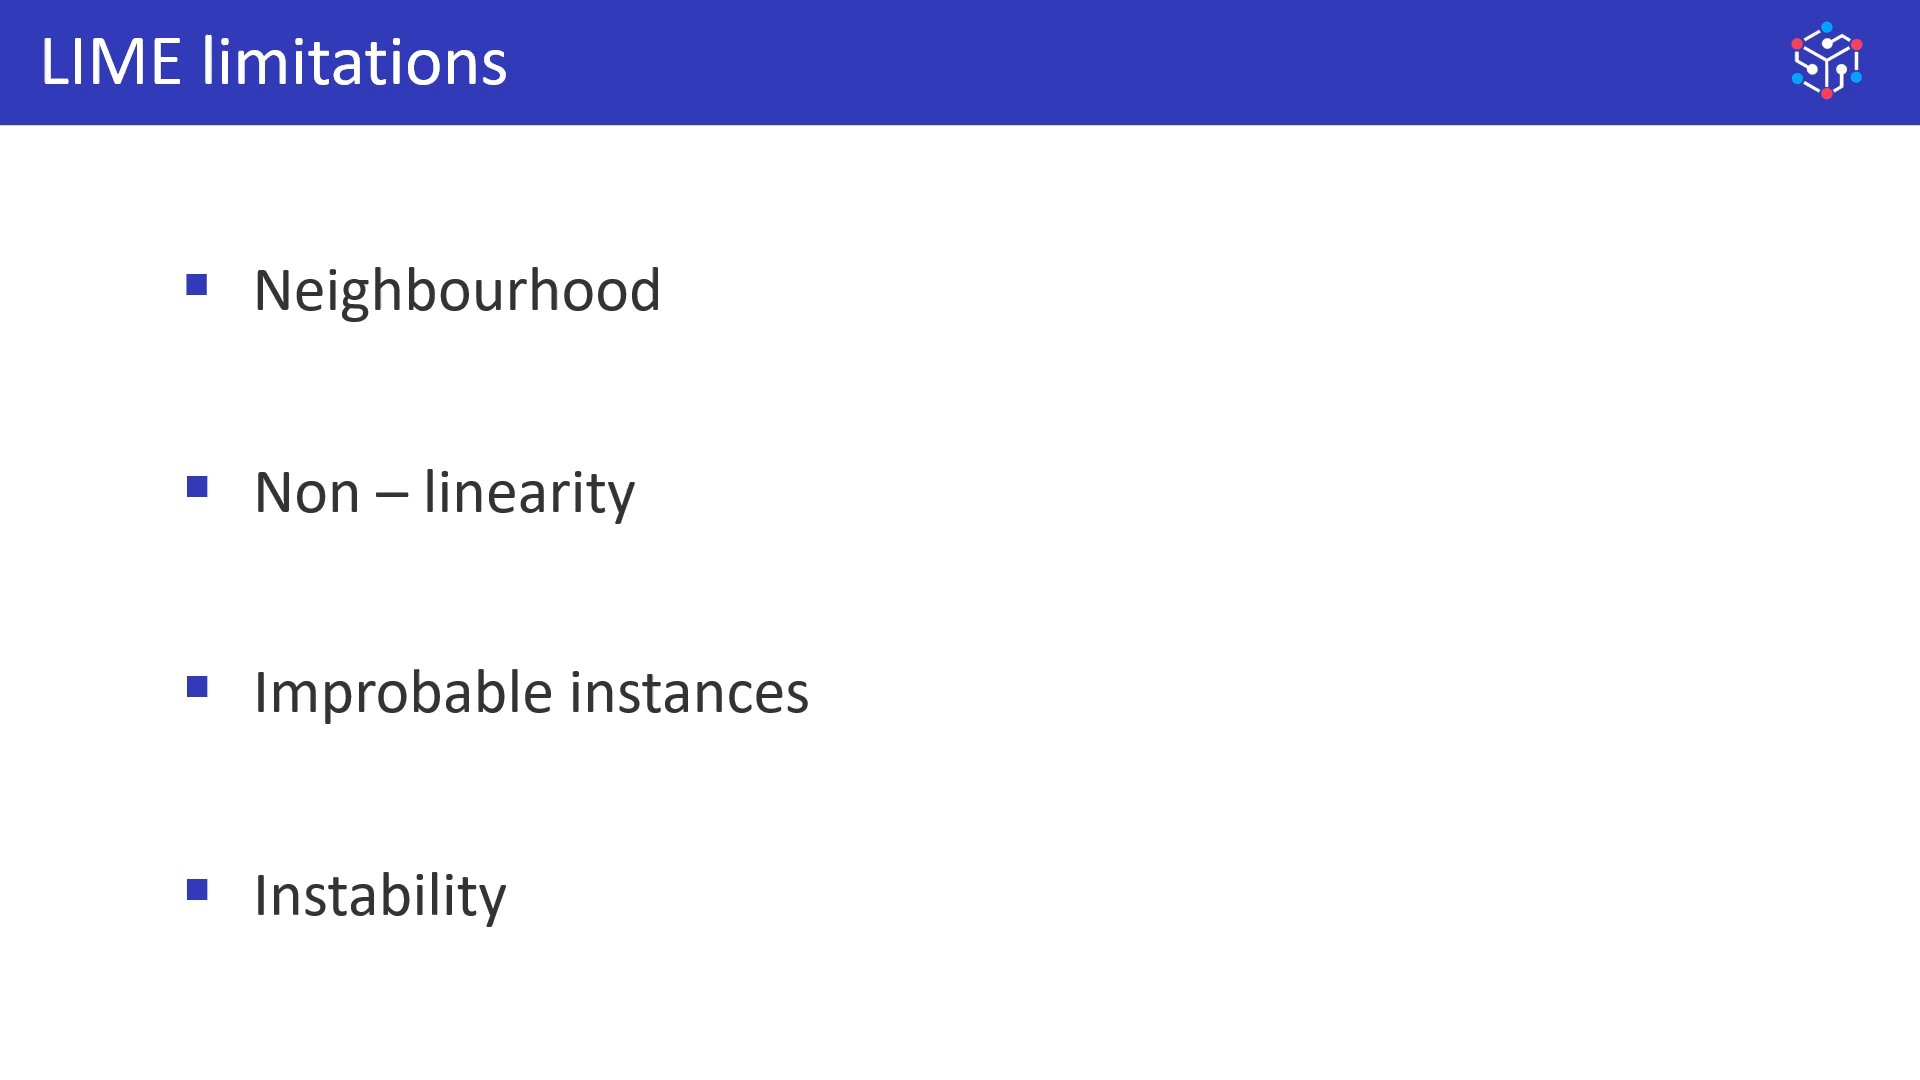 LIME limitations
Neighbourhood
Non – linearity
Improbable instances
Instability